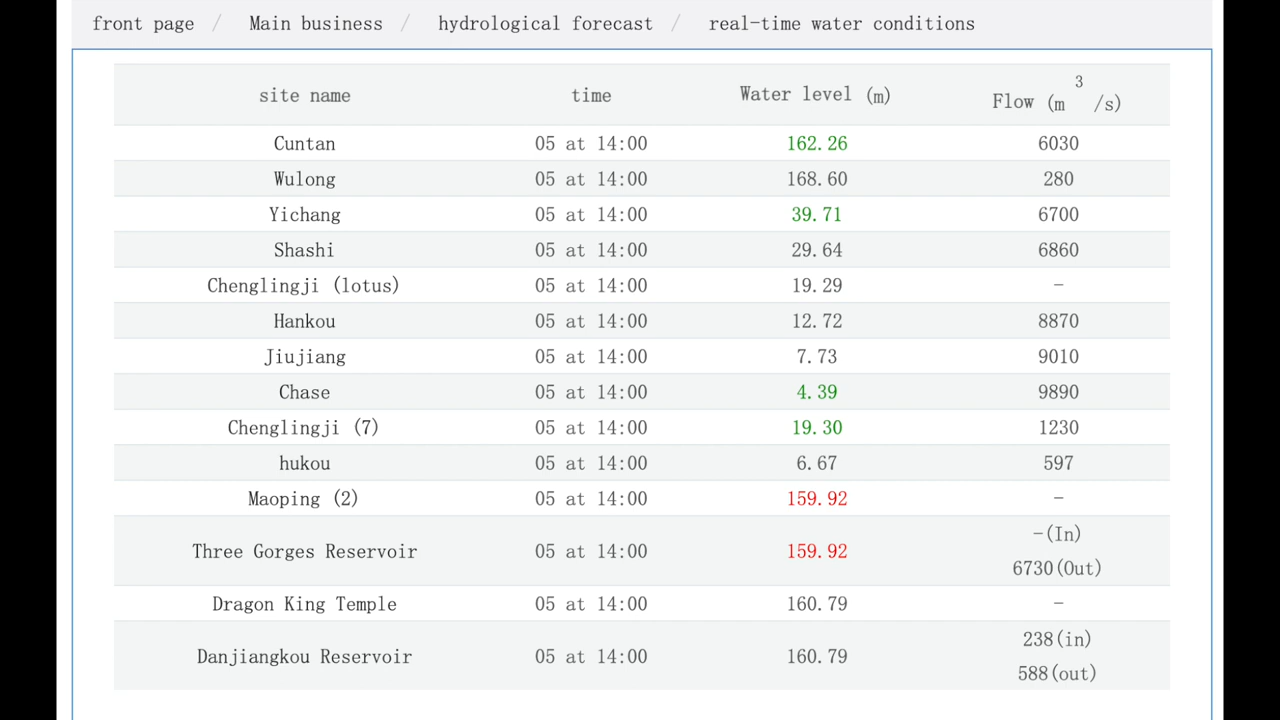 front page / Main business / hydrological forecast / real-time water conditions
site name time Water level (m) Flow (m³/s)
Cuntan 05 at 14:00 162.26 6030
Wulong 05 at 14:00 168.60 280
Yichang 05 at 14:00 39.71 6700
Shashi 05 at 14:00 29.64 6860
Chenglingji (lotus) 05 at 14:00 19.29 -
Hankou 05 at 14:00 12.72 8870
Jiujiang 05 at 14:00 7.73 9010
Chase 05 at 14:00 4.39 9890
Chenglingji (7) 05 at 14:00 19.30 1230
hukou 05 at 14:00 6.67 597
Maoping (2) 05 at 14:00 159.92 -
Three Gorges Reservoir 05 at 14:00 159.92 -(In)
6730(Out)
Dragon King Temple 05 at 14:00 160.79 -
Danjiangkou Reservoir 05 at 14:00 160.79 238(in)
588(out)